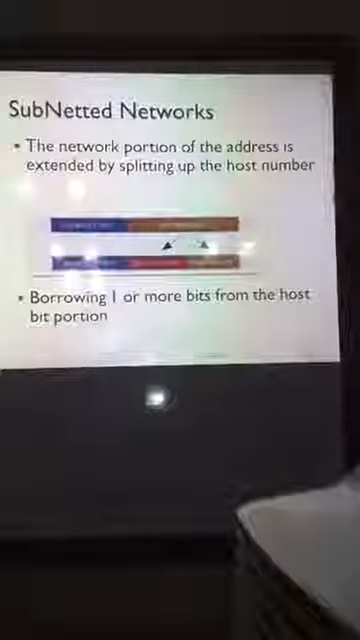 SubNetted Networks
• The network portion of the address is
extended by splitting up the host number
• Borrowing 1 or more bits from the host
bit portion